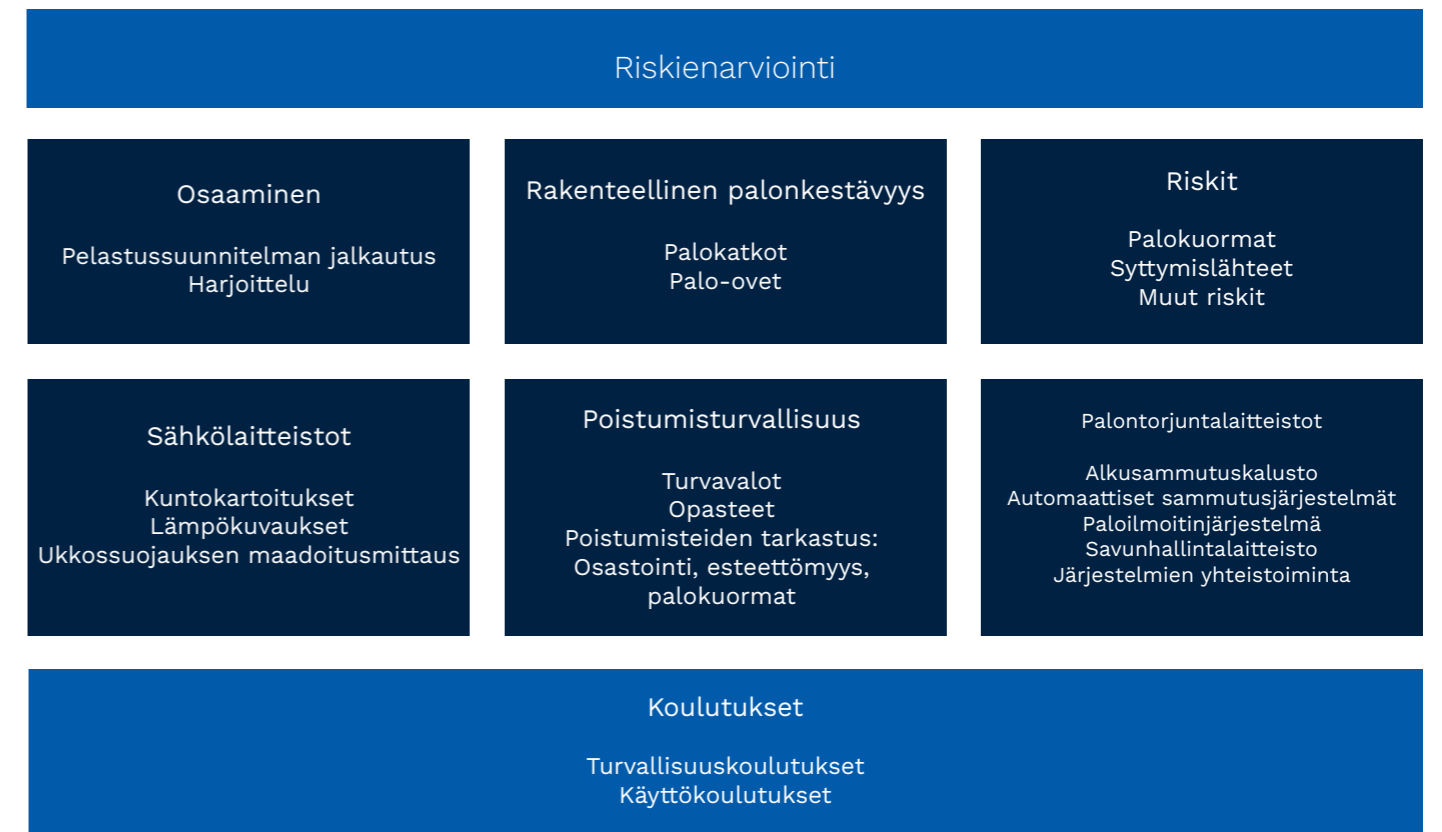 Riskienarviointi
Osaaminen
Pelastussuunnitelman jalkautus
Harjoittelu
Rakenteellinen palonkestävyys
Palokatkot
Palo-ovet
Riskit
Palokuormat
Syttymislähteet
Muut riskit
Sähkölaitteistot
Kuntokartoitukset
Lämpökuvaukset
Ukkossuojauksen maadoitusmittaus
Poistumisturvallisuus
Turvavalot
Opasteet
Poistumisteiden tarkastus:
Osastointi, esteettömyys,
palokuormat
Palontorjuntalaitteistot
Alkusammutuskalusto
Automaattiset sammutusjärjestelmät
Paloilmoitinjärjestelmä
Savunhallintalaitteisto
Järjestelmien yhteistoiminta
Koulutukset
Turvallisuuskoulutukset
Käyttökoulutukset